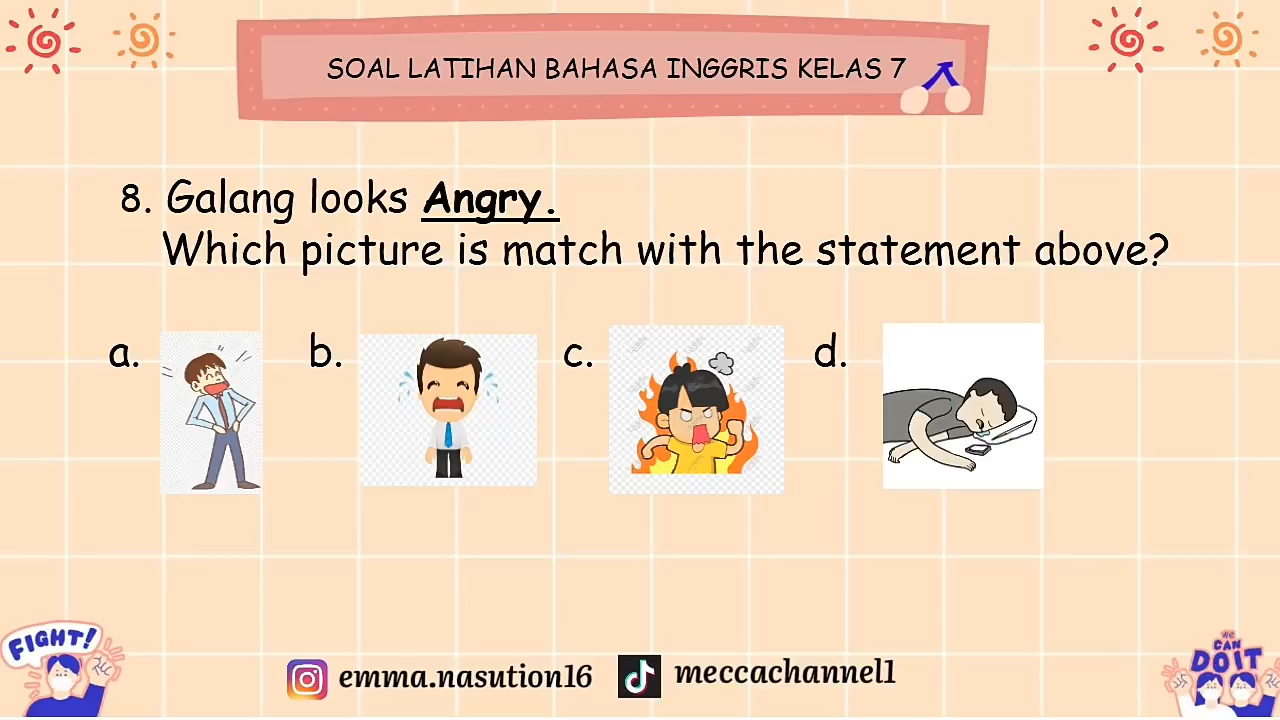 SOAL LATIHAN BAHASA INGGRIS KELAS 7
8. Galang looks Angry.
Which picture is match with the statement above?
a.
b.
c.
d.
FIGHT!
emma.nasution16
meccachannel1
WE
CAN
DO IT